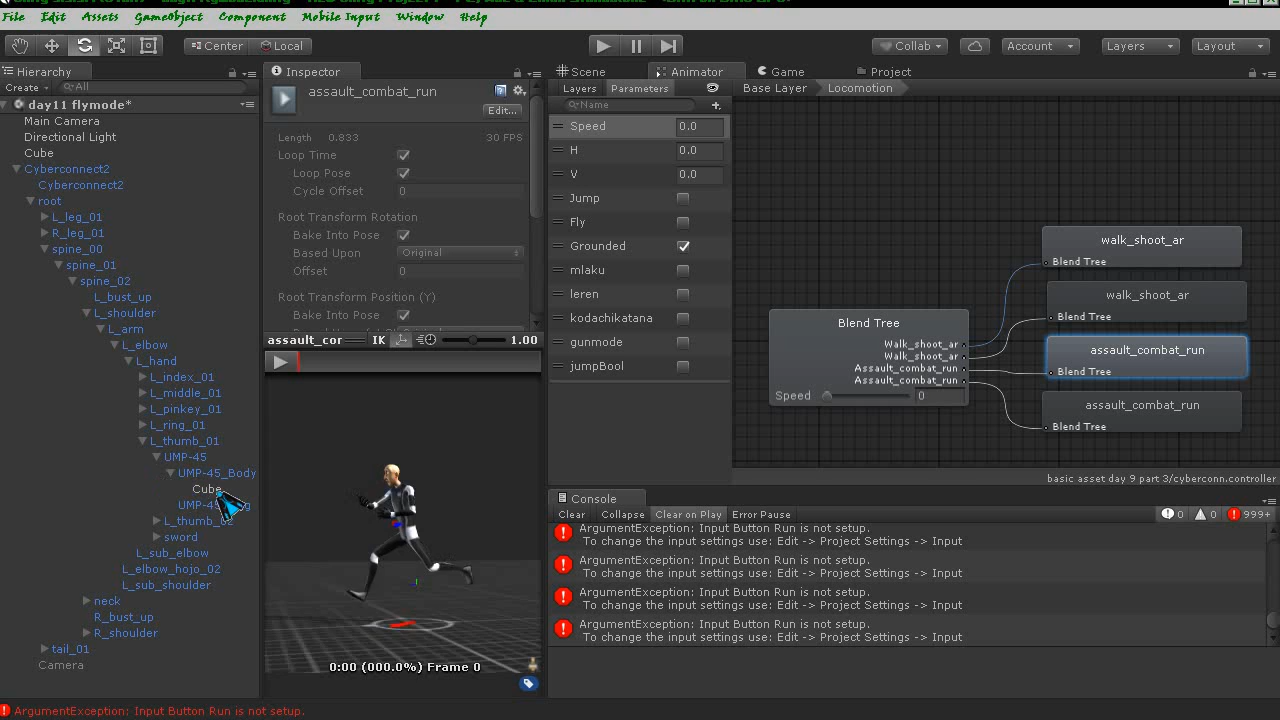 File Edit Assets GameObject Component Mobile Input Window Help
Center Local Collab Account Layers Layout
Hierarchy
Create All
day11 flymode*
Main Camera
Directional Light
Cube
Cyberconnect2
Cyberconnect2
root
L_leg_01
R_leg_01
spine_00
spine_01
spine_02
L_bust_up
L_shoulder
L_arm
L_elbow
L_hand
L_index_01
L_middle_01
L_pinkey_01
L_ring_01
L_thumb_01
UMP-45
UMP-45_Body
Cube
L_thumb_02
sword
L_sub_elbow
L_elbow_hojo_02
L_sub_shoulder
neck
R_bust_up
R_shoulder
tail_01
Camera
Inspector
assault_combat_run
Edit...
Length 0.833 30 FPS
Loop Time
Loop Pose
Cycle Offset 0
Root Transform Rotation
Bake Into Pose
Based Upon Original
Offset 0
Root Transform Position (Y)
Bake Into Pose
assault_cor IK 1.00
0:00 (000.0%) Frame 0
Scene Animator Game Project
Layers Parameters Base Layer Locomotion
Name
Speed 0.0
H 0.0
V 0.0
Jump
Fly
Grounded
mlaku
leren
kodachikatana
gunmode
jumpBool
Blend Tree
Walk_shoot_ar
Walk_shoot_ar
Assault_combat_run
Assault_combat_run
Speed 0
walk_shoot_ar
Blend Tree
walk_shoot_ar
Blend Tree
assault_combat_run
Blend Tree
assault_combat_run
Blend Tree
basic asset day 9 part 3/cyberconn.controller
Console
Clear Collapse Clear on Play Error Pause 0 0 999+
ArgumentException: Input Button Run is not setup.
To change the input settings use: Edit -> Project Settings -> Input
ArgumentException: Input Button Run is not setup.
To change the input settings use: Edit -> Project Settings -> Input
ArgumentException: Input Button Run is not setup.
To change the input settings use: Edit -> Project Settings -> Input
ArgumentException: Input Button Run is not setup.
To change the input settings use: Edit -> Project Settings -> Input
ArgumentException: Input Button Run is not setup.